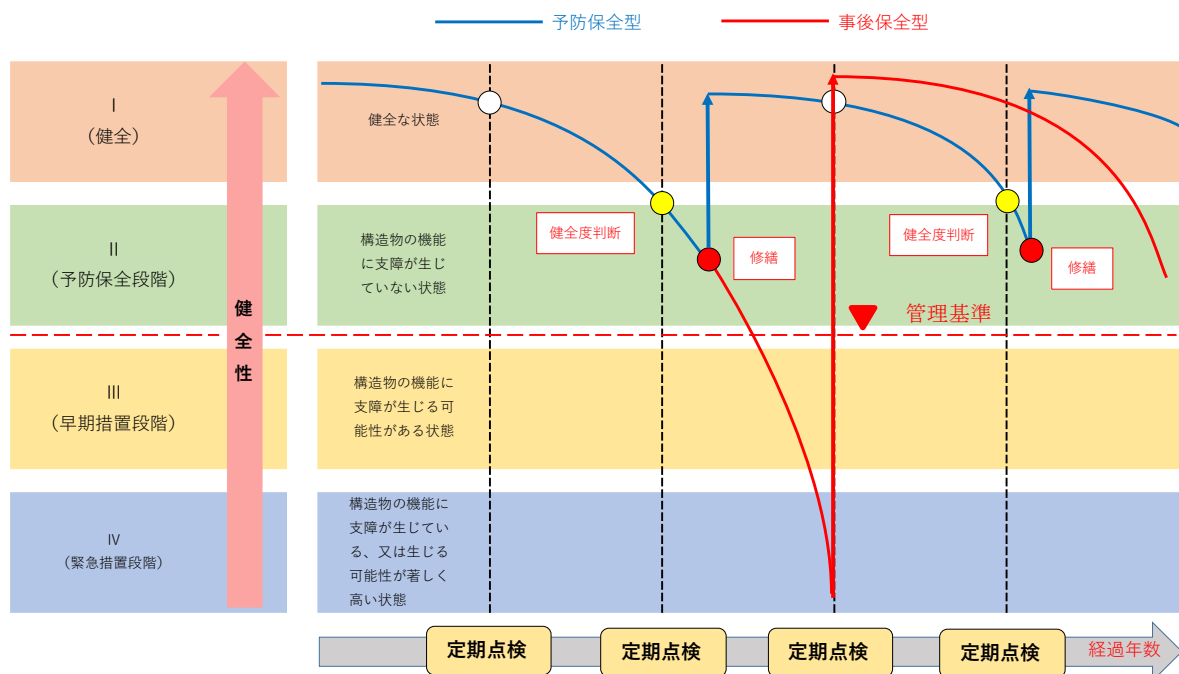 予防保全型
事後保全型
Ⅰ
（健全）
健全な状態
Ⅱ
（予防保全段階）
構造物の機能
に支障が生じ
ていない状態
健全度判断
修繕
健全度判断
修繕
管理基準
健
全
性
Ⅲ
（早期措置段階）
構造物の機能に
支障が生じる可
能性がある状態
Ⅳ
（緊急措置段階）
構造物の機能に
支障が生じてい
る、又は生じる
可能性が著しく
高い状態
定期点検
定期点検
定期点検
定期点検
経過年数